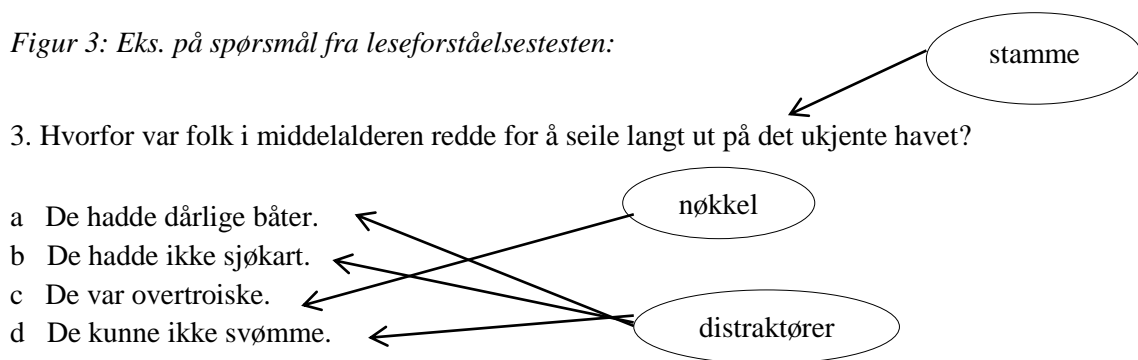 Figur 3: Eks. på spørsmål fra leseforståelsestesten:
stamme
3. Hvorfor var folk i middelalderen redde for å seile langt ut på det ukjente havet?
nøkkel
a De hadde dårlige båter.
b De hadde ikke sjøkart.
c De var overtroiske.
d De kunne ikke svømme.
distraktører